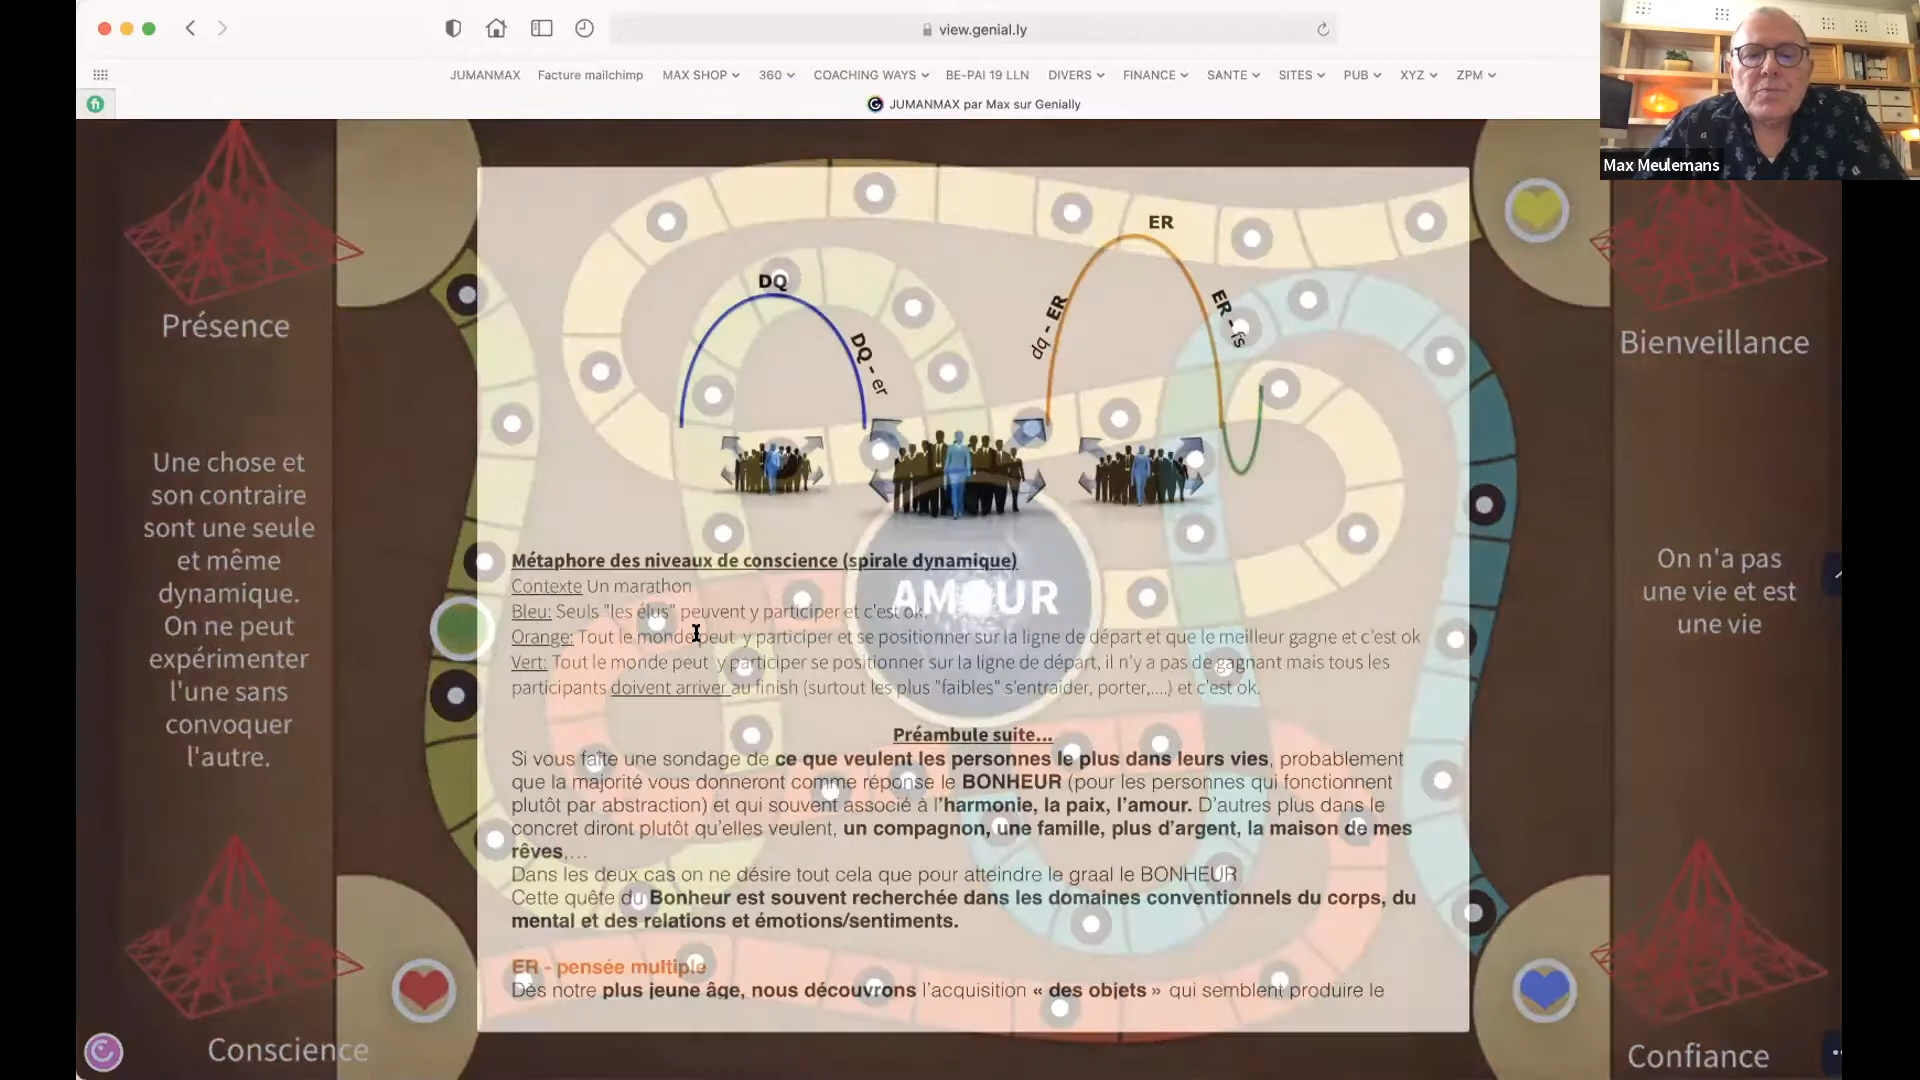 view.genial.ly
JUMANMAX Facture mailchimp MAX SHOP 360 COACHING WAYS BE-PAI 19 LLN DIVERS FINANCE SANTE SITES PUB XYZ ZPM
JUMANMAX par Max sur Genially
Max Meulemans
Présence
Une chose et
son contraire
sont une seule
et même
dynamique.
On ne peut
expérimenter
l'une sans
convoquer
l'autre.
Conscience
DQ
DQ - er
dq - ER
ER
ER - fs
AMOUR
Métaphore des niveaux de conscience (spirale dynamique)
Contexte Un marathon
Bleu: Seuls "les élus" peuvent y participer et c'est ok.
Orange: Tout le monde peut y participer et se positionner sur la ligne de départ et que le meilleur gagne et c'est ok
Vert: Tout le monde peut y participer se positionner sur la ligne de départ, il n'y a pas de gagnant mais tous les
participants doivent arriver au finish (surtout les plus "faibles" s'entraider, porter,....) et c'est ok.
Préambule suite...
Si vous faîte une sondage de ce que veulent les personnes le plus dans leurs vies, probablement
que la majorité vous donneront comme réponse le BONHEUR (pour les personnes qui fonctionnent
plutôt par abstraction) et qui souvent associé à l'harmonie, la paix, l'amour. D'autres plus dans le
concret diront plutôt qu'elles veulent, un compagnon, une famille, plus d'argent, la maison de mes
rêves,...
Dans les deux cas on ne désire tout cela que pour atteindre le graal le BONHEUR
Cette quête du Bonheur est souvent recherchée dans les domaines conventionnels du corps, du
mental et des relations et émotions/sentiments.
ER - pensée multiple
Dès notre plus jeune âge, nous découvrons l'acquisition « des objets » qui semblent produire le
Bienveillance
On n'a pas
une vie et est
une vie
Confiance